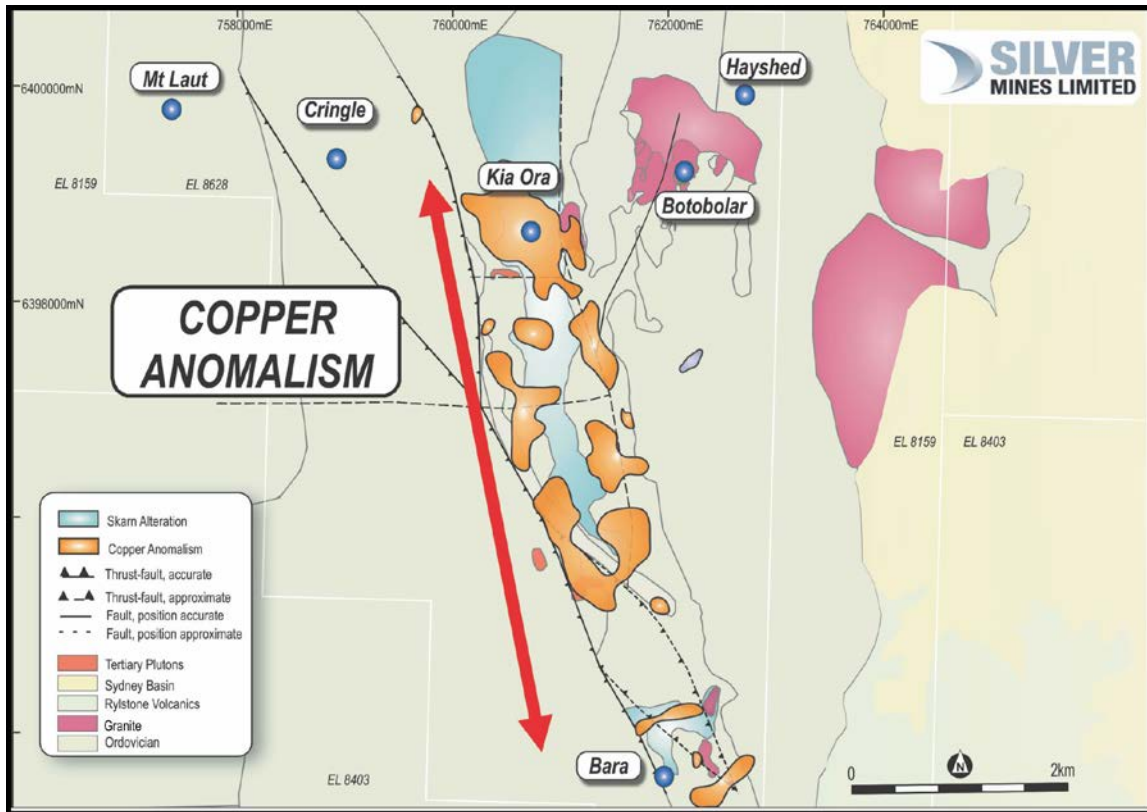 758000mE
760000mE
762000mE
764000mE
SILVER
MINES LIMITED
6400000mN
Mt Laut
Cringle
Hayshed
Kia Ora
Botobolar
EL 8159
EL 8628
6398000mN
COPPER
ANOMALISM
EL 8159
EL 8403
Skarn Alteration
Copper Anomalism
Thrust-fault, accurate
Thrust-fault, approximate
Fault, position accurate
Fault, position approximate
Tertiary Plutons
Sydney Basin
Rylstone Volcanics
Granite
Ordovician
EL 8403
Bara
N
0
2km